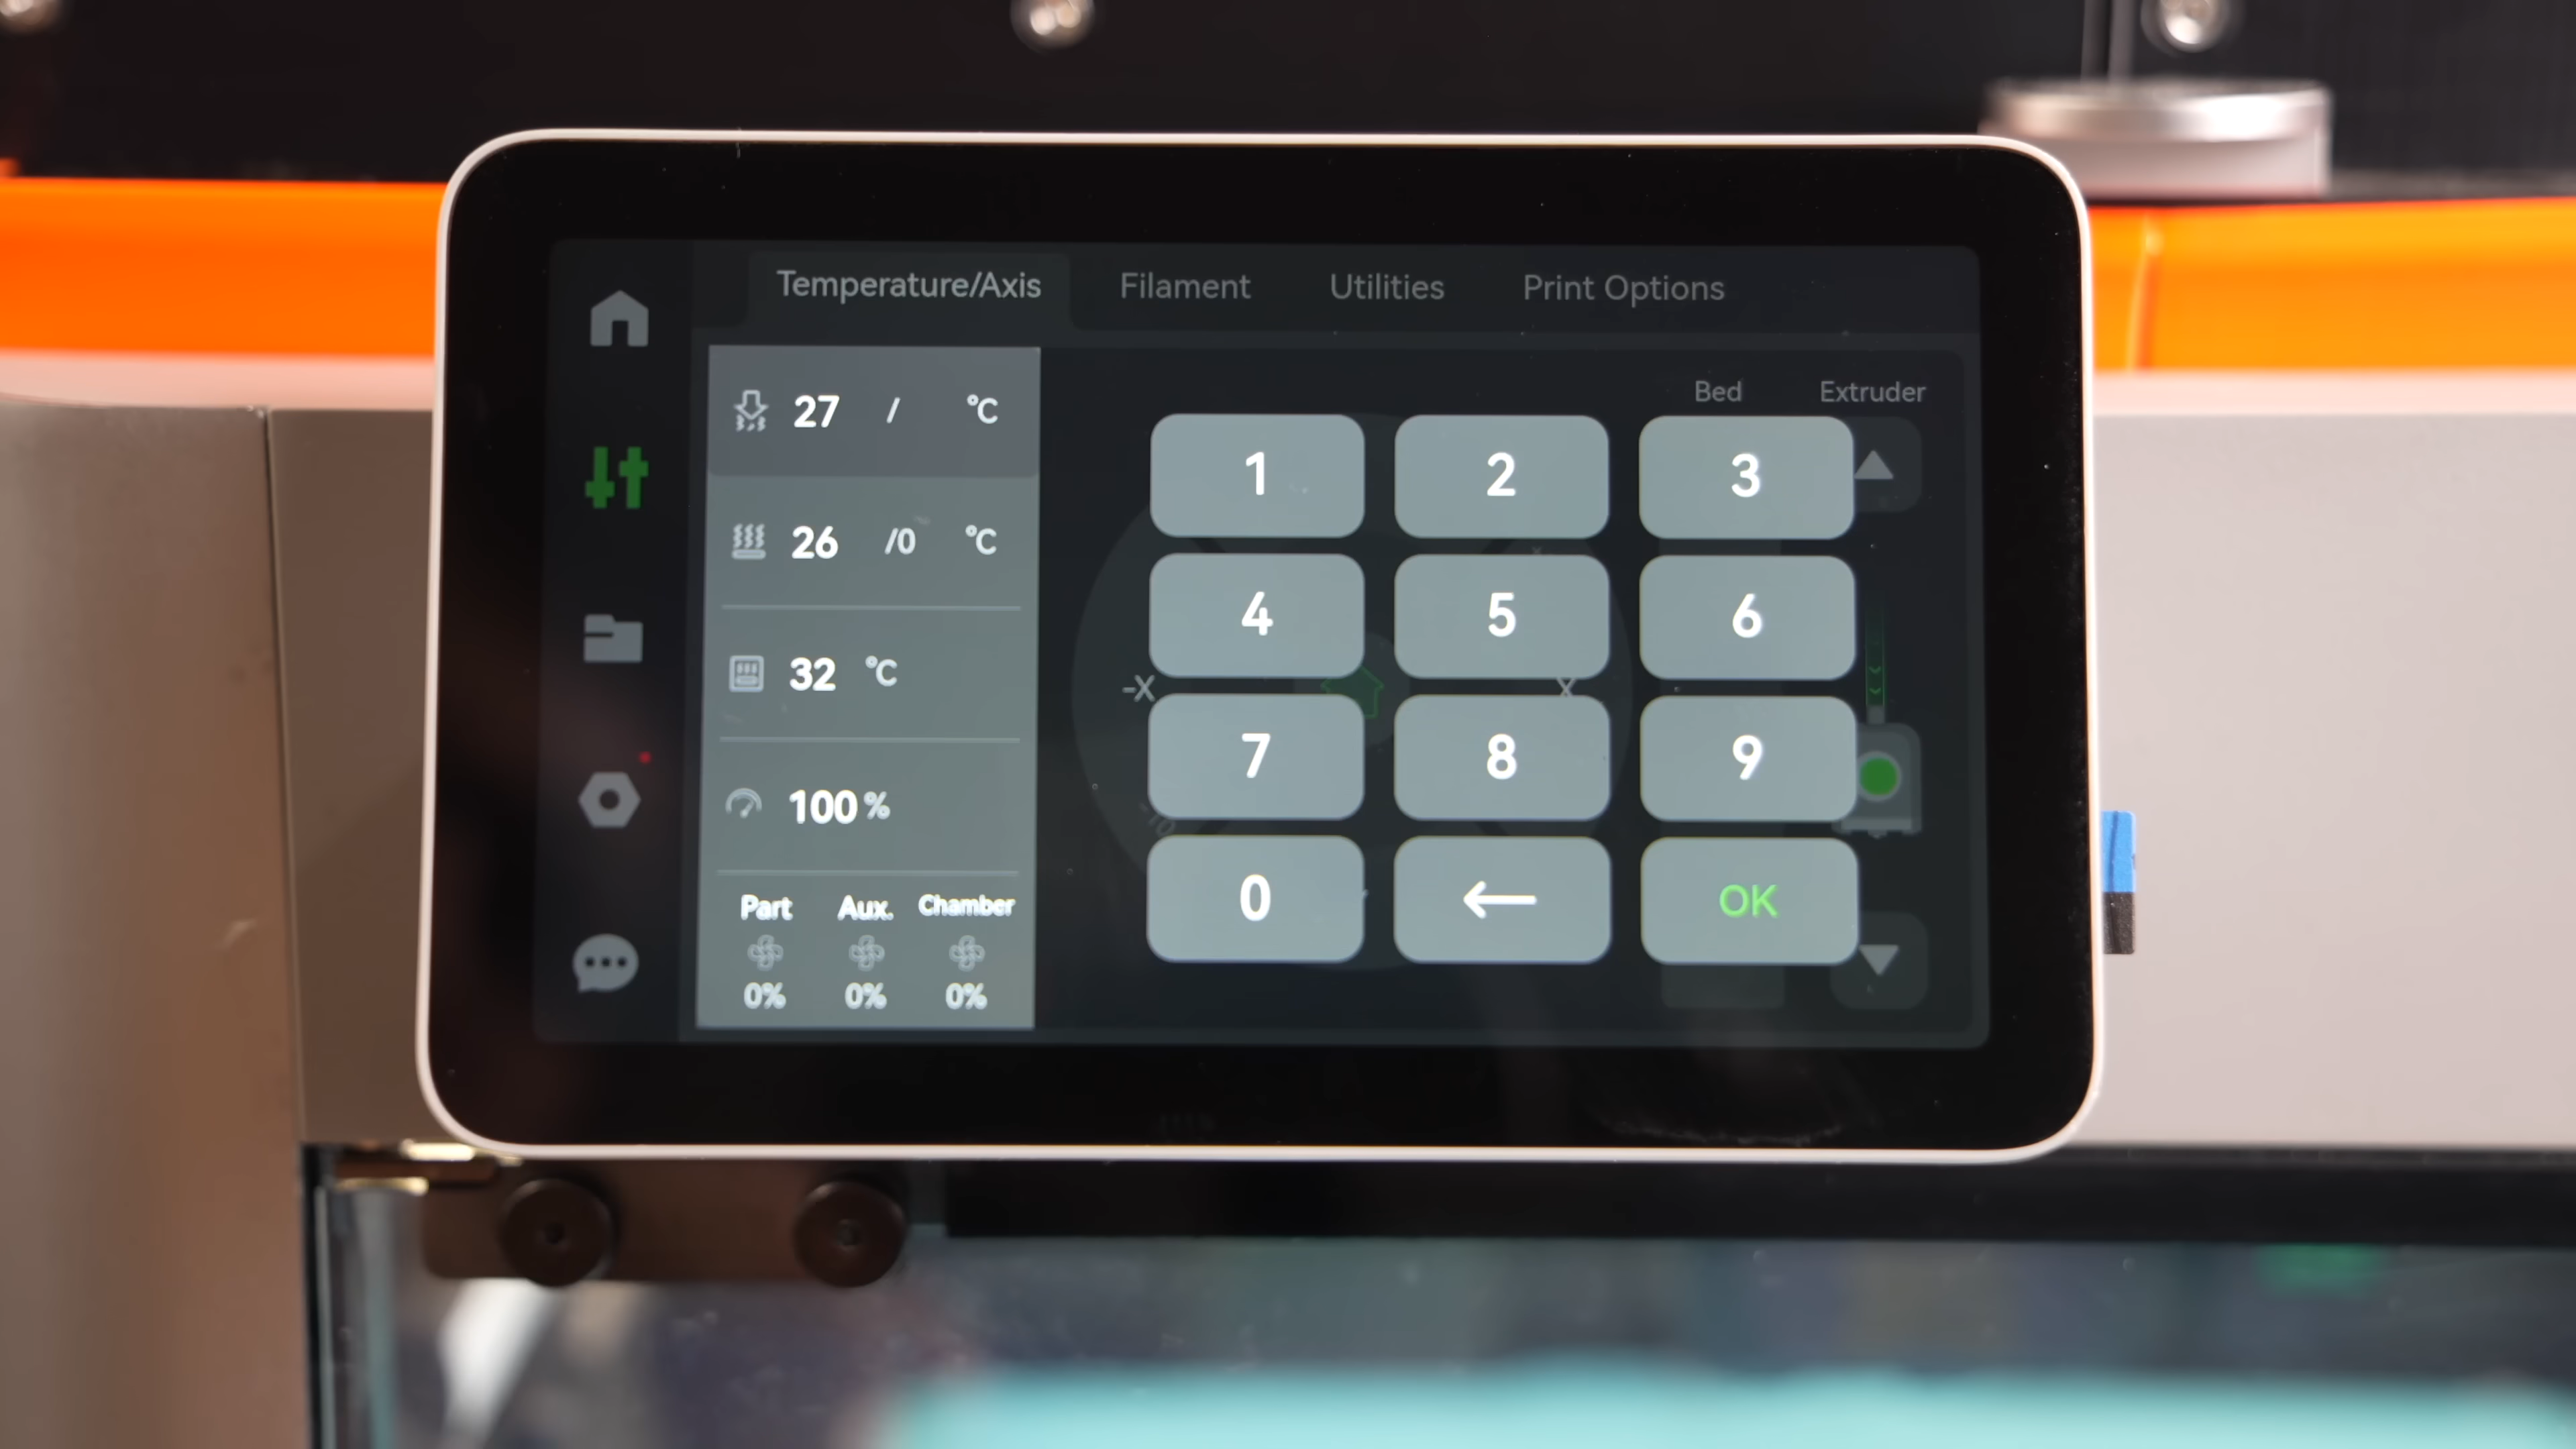 Temperature/Axis Filament Utilities Print Options
27 / °C
26 /0 °C
32 °C
100 %
Part Aux. Chamber
0% 0% 0%
Bed Extruder
1 2 3
4 5 6
-X X
7 8 9
0 ← OK